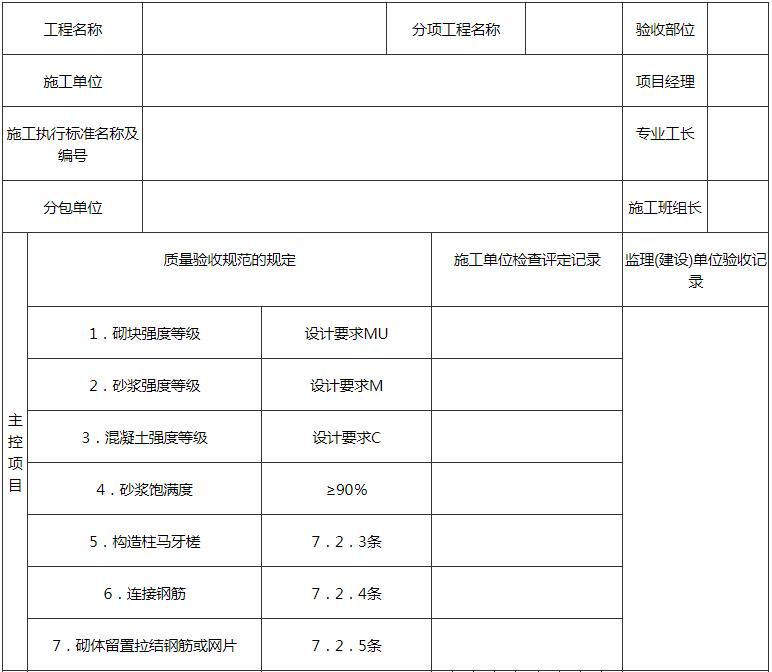 工程名称 分项工程名称 验收部位
施工单位 项目经理
施工执行标准名称及
编号
专业工长
分包单位 施工班组长
质量验收规范的规定 施工单位检查评定记录 监理(建设)单位验收记
录
主
控
项
目
1．砌块强度等级 设计要求MU
2．砂浆强度等级 设计要求M
3．混凝土强度等级 设计要求C
4．砂浆饱满度 ≥90%
5．构造柱马牙槎 7．2．3条
6．连接钢筋 7．2．4条
7．砌体留置拉结钢筋或网片 7．2．5条